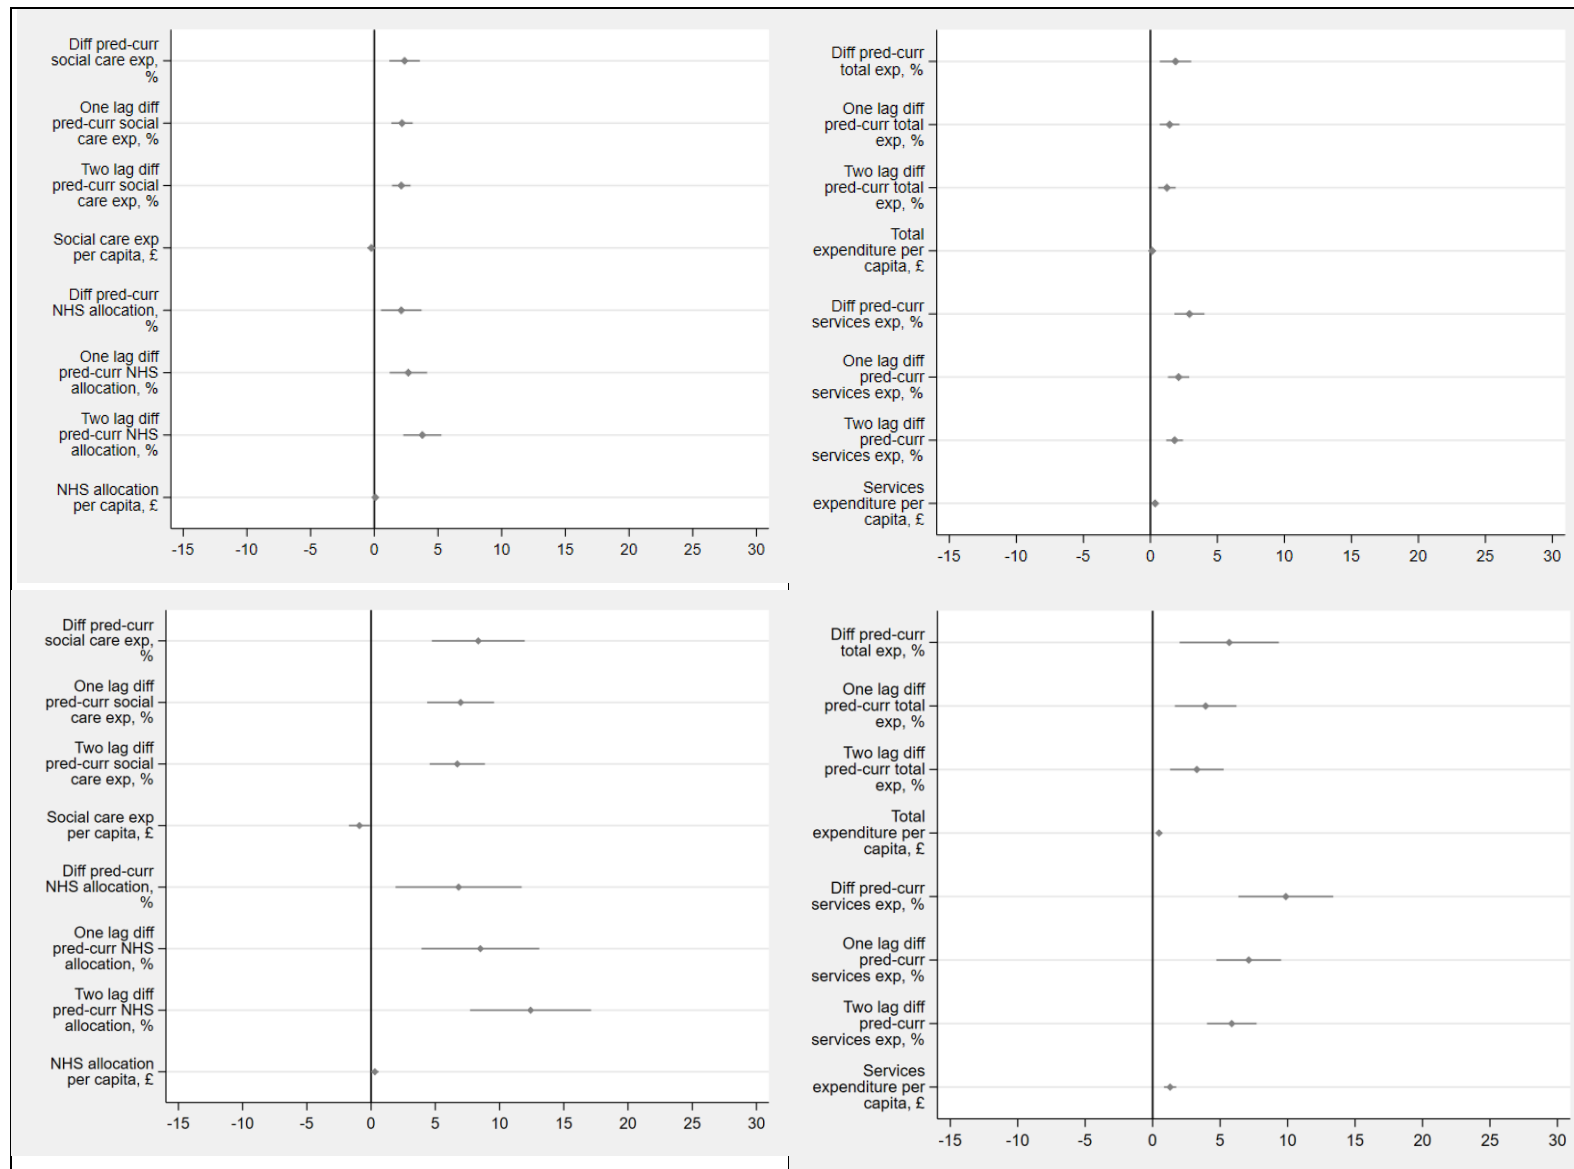 Diff pred-curr
social care exp,
%
One lag diff
pred-curr social
care exp, %
Two lag diff
pred-curr social
care exp, %
Social care exp
per capita, £
Diff pred-curr
NHS allocation,
%
One lag diff
pred-curr NHS
allocation, %
Two lag diff
pred-curr NHS
allocation, %
NHS allocation
per capita, £
-15 -10 -5 0 5 10 15 20 25 30
Diff pred-curr
total exp, %
One lag diff
pred-curr total
exp, %
Two lag diff
pred-curr total
exp, %
Total
expenditure per
capita, £
Diff pred-curr
services exp, %
One lag diff
pred-curr
services exp, %
Two lag diff
pred-curr
services exp, %
Services
expenditure per
capita, £
-15 -10 -5 0 5 10 15 20 25 30
Diff pred-curr
social care exp,
%
One lag diff
pred-curr social
care exp, %
Two lag diff
pred-curr social
care exp, %
Social care exp
per capita, £
Diff pred-curr
NHS allocation,
%
One lag diff
pred-curr NHS
allocation, %
Two lag diff
pred-curr NHS
allocation, %
NHS allocation
per capita, £
-15 -10 -5 0 5 10 15 20 25 30
Diff pred-curr
total exp, %
One lag diff
pred-curr total
exp, %
Two lag diff
pred-curr total
exp, %
Total
expenditure per
capita, £
Diff pred-curr
services exp, %
One lag diff
pred-curr
services exp, %
Two lag diff
pred-curr
services exp, %
Services
expenditure per
capita, £
-15 -10 -5 0 5 10 15 20 25 30